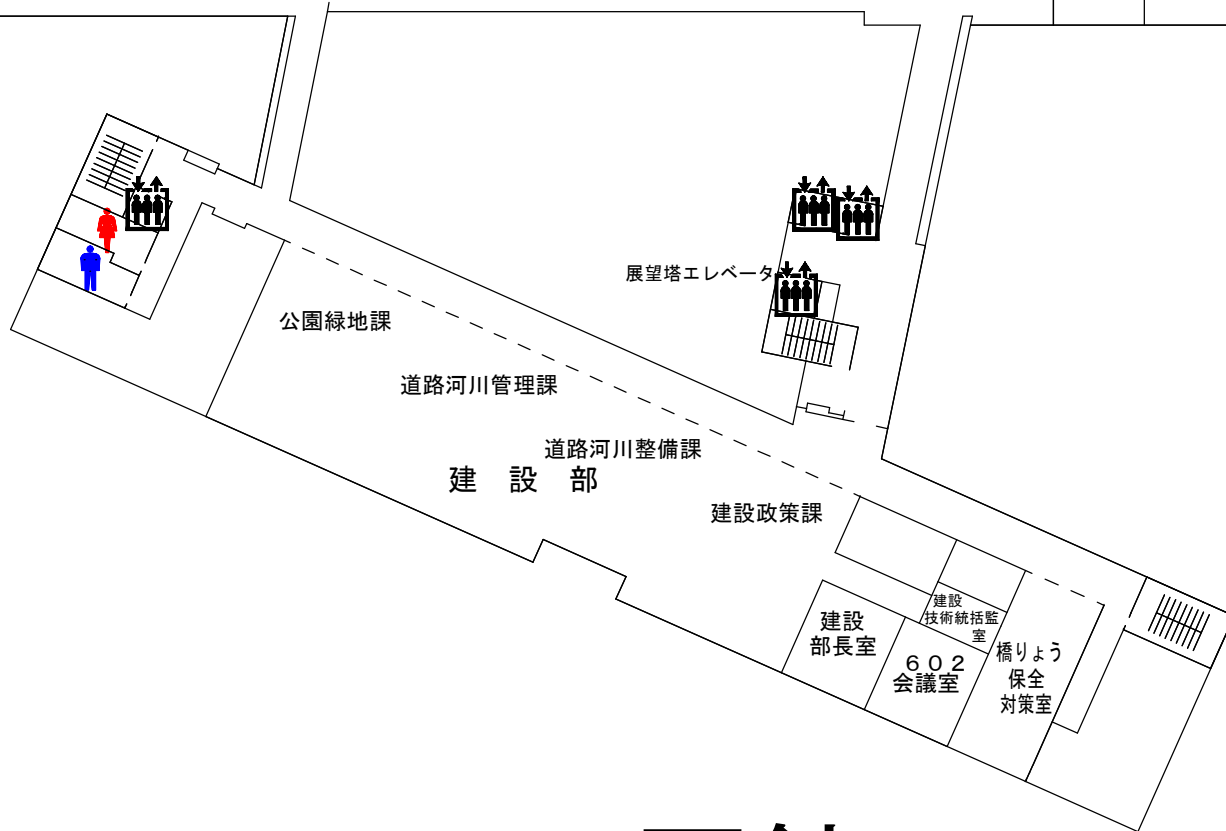 展望塔エレベータ
公園緑地課
道路河川管理課
道路河川整備課
建　設　部
建設政策課
建設
技術統括監
室
建設
部長室
６０２
会議室
橋りょう
保全
対策室